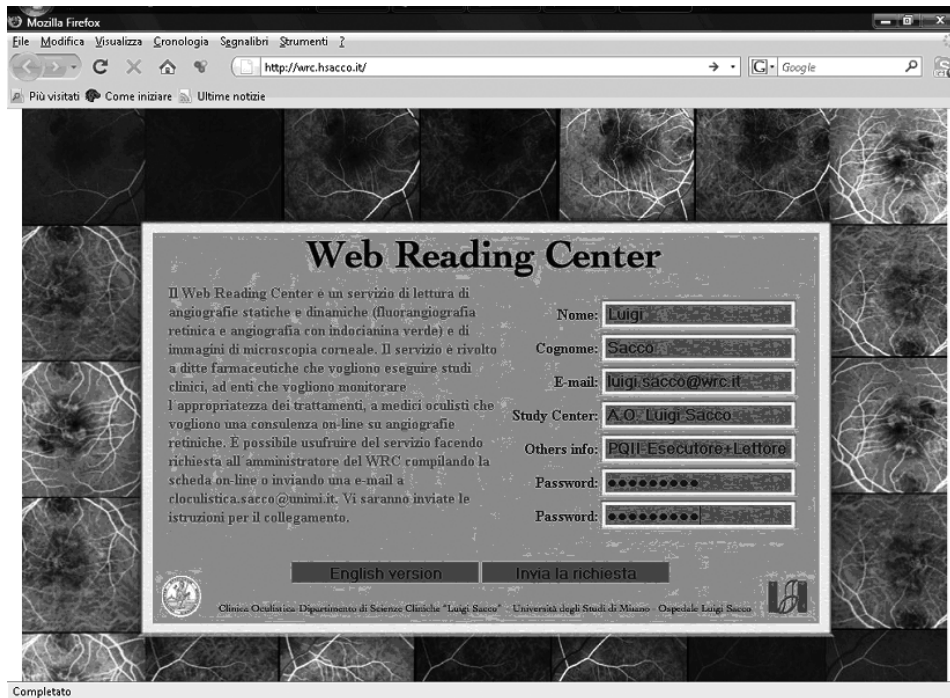 Mozilla Firefox
File Modifica Visualizza Cronologia Segnalibri Strumenti ?
http://wrc.hsacco.it/
G Google
Più visitati Come iniziare Ultime notizie
Web Reading Center
Il Web Reading Center è un servizio di lettura di
angiografie statiche e dinamiche (fluorangiografia
retinica e angiografia con indocianina verde) e di
immagini di microscopia corneale. Il servizio è rivolto
a ditte farmaceutiche che vogliono eseguire studi
clinici, ad enti che vogliono monitorare
l'appropriatezza dei trattamenti, a medici oculisti che
vogliono una consulenza on-line su angiografie
retiniche. È possibile usufruire del servizio facendo
richiesta all'amministratore del WRC compilando la
scheda on-line o inviando una e-mail a
cloculistica.sacco@unimi.it. Vi saranno inviate le
istruzioni per il collegamento.
Nome: Luigi
Cognome: Sacco
E-mail: luigi.sacco@wrc.it
Study Center: A.O. Luigi Sacco
Others info: PQII-Esecutore+Lettore
Password: ●●●●●●●●●
Password: ●●●●●●●●●
English version Invia la richiesta
Clinica Oculistica Dipartimento di Scienze Cliniche "Luigi Sacco" - Università degli Studi di Milano - Ospedale Luigi Sacco
Completato